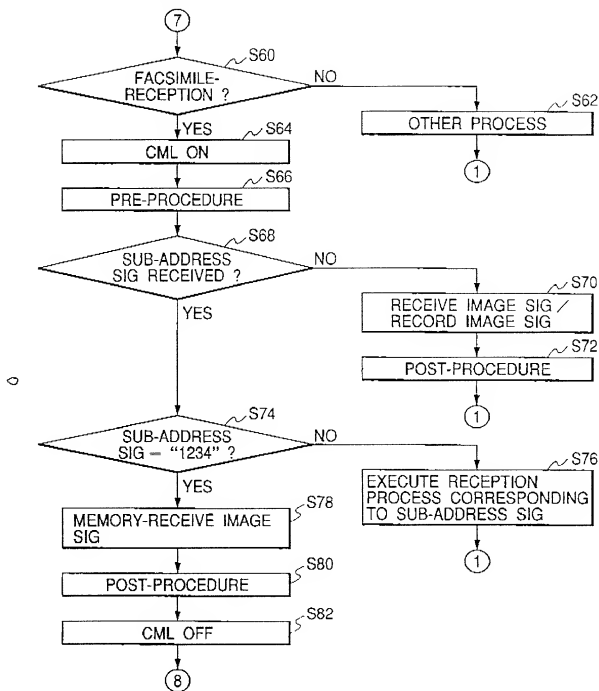 7
S60
FACSIMILE-
RECEPTION ?
NO
S62
OTHER PROCESS
1
YES
S64
CML ON
S66
PRE-PROCEDURE
S68
SUB-ADDRESS
SIG RECEIVED ?
NO
S70
RECEIVE IMAGE SIG /
RECORD IMAGE SIG
S72
POST-PROCEDURE
1
YES
S74
SUB-ADDRESS
SIG = "1234" ?
NO
S76
EXECUTE RECEPTION
PROCESS CORRESPONDING
TO SUB-ADDRESS SIG
1
YES
S78
MEMORY-RECEIVE IMAGE
SIG
S80
POST-PROCEDURE
S82
CML OFF
8